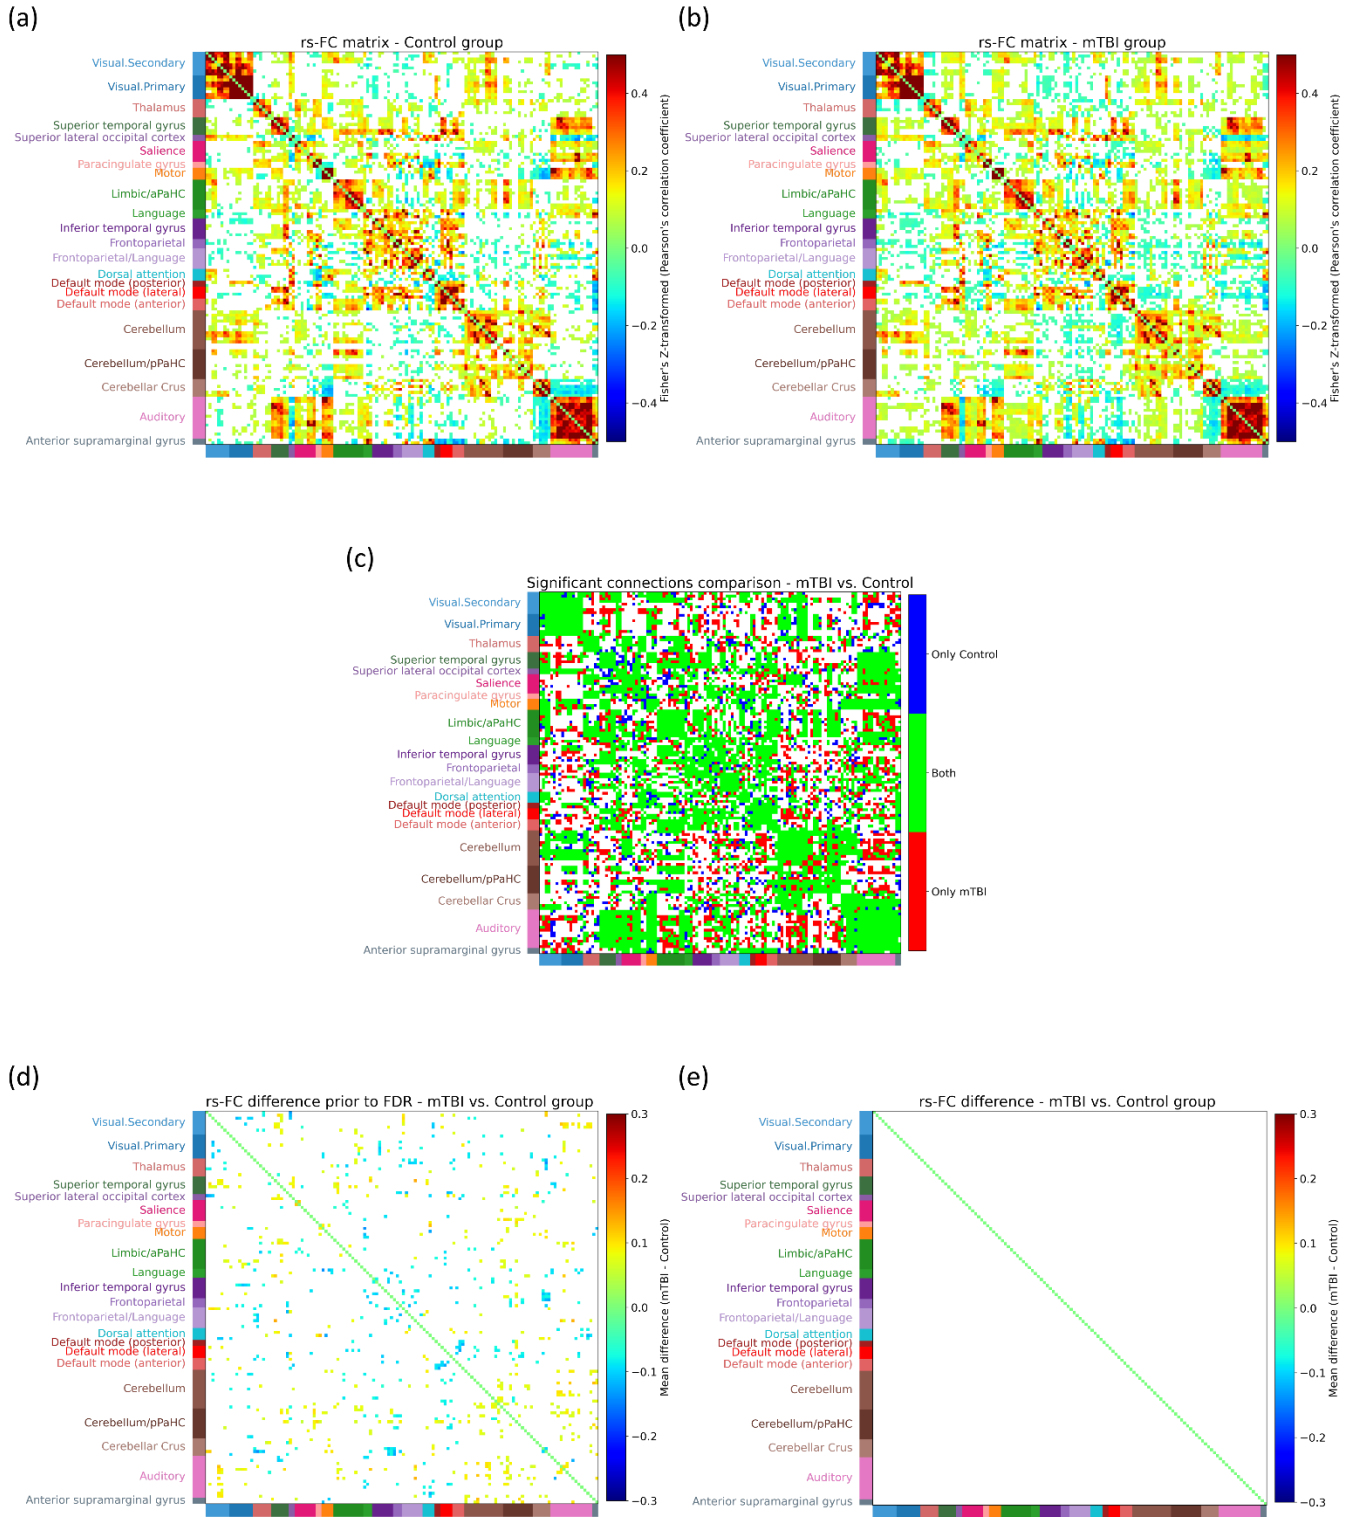 (a)
rs-FC matrix - Control group
Visual.Secondary
Visual.Primary
Thalamus
Superior temporal gyrus
Superior lateral occipital cortex
Salience
Paracingulate gyrus
Motor
Limbic/aPaHC
Language
Inferior temporal gyrus
Frontoparietal
Frontoparietal/Language
Dorsal attention
Default mode (posterior)
Default mode (lateral)
Default mode (anterior)
Cerebellum
Cerebellum/pPaHC
Cerebellar Crus
Auditory
Anterior supramarginal gyrus
0.4
0.2
0.0
−0.2
−0.4
Fisher's Z-transformed (Pearson's correlation coefficient)
(b)
rs-FC matrix - mTBI group
Visual.Secondary
Visual.Primary
Thalamus
Superior temporal gyrus
Superior lateral occipital cortex
Salience
Paracingulate gyrus
Motor
Limbic/aPaHC
Language
Inferior temporal gyrus
Frontoparietal
Frontoparietal/Language
Dorsal attention
Default mode (posterior)
Default mode (lateral)
Default mode (anterior)
Cerebellum
Cerebellum/pPaHC
Cerebellar Crus
Auditory
Anterior supramarginal gyrus
0.4
0.2
0.0
−0.2
−0.4
Fisher's Z-transformed (Pearson's correlation coefficient)
(c)
Significant connections comparison - mTBI vs. Control
Visual.Secondary
Visual.Primary
Thalamus
Superior temporal gyrus
Superior lateral occipital cortex
Salience
Paracingulate gyrus
Motor
Limbic/aPaHC
Language
Inferior temporal gyrus
Frontoparietal
Frontoparietal/Language
Dorsal attention
Default mode (posterior)
Default mode (lateral)
Default mode (anterior)
Cerebellum
Cerebellum/pPaHC
Cerebellar Crus
Auditory
Anterior supramarginal gyrus
Only Control
Both
Only mTBI
(d)
rs-FC difference prior to FDR - mTBI vs. Control group
Visual.Secondary
Visual.Primary
Thalamus
Superior temporal gyrus
Superior lateral occipital cortex
Salience
Paracingulate gyrus
Motor
Limbic/aPaHC
Language
Inferior temporal gyrus
Frontoparietal
Frontoparietal/Language
Dorsal attention
Default mode (posterior)
Default mode (lateral)
Default mode (anterior)
Cerebellum
Cerebellum/pPaHC
Cerebellar Crus
Auditory
Anterior supramarginal gyrus
0.3
0.2
0.1
0.0
−0.1
−0.2
−0.3
Mean difference (mTBI - Control)
(e)
rs-FC difference - mTBI vs. Control group
Visual.Secondary
Visual.Primary
Thalamus
Superior temporal gyrus
Superior lateral occipital cortex
Salience
Paracingulate gyrus
Motor
Limbic/aPaHC
Language
Inferior temporal gyrus
Frontoparietal
Frontoparietal/Language
Dorsal attention
Default mode (posterior)
Default mode (lateral)
Default mode (anterior)
Cerebellum
Cerebellum/pPaHC
Cerebellar Crus
Auditory
Anterior supramarginal gyrus
0.3
0.2
0.1
0.0
−0.1
−0.2
−0.3
Mean difference (mTBI - Control)